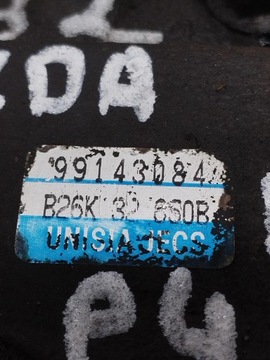 ZDA
99143084
B26K 32 650B
UNISIA JECS
P4